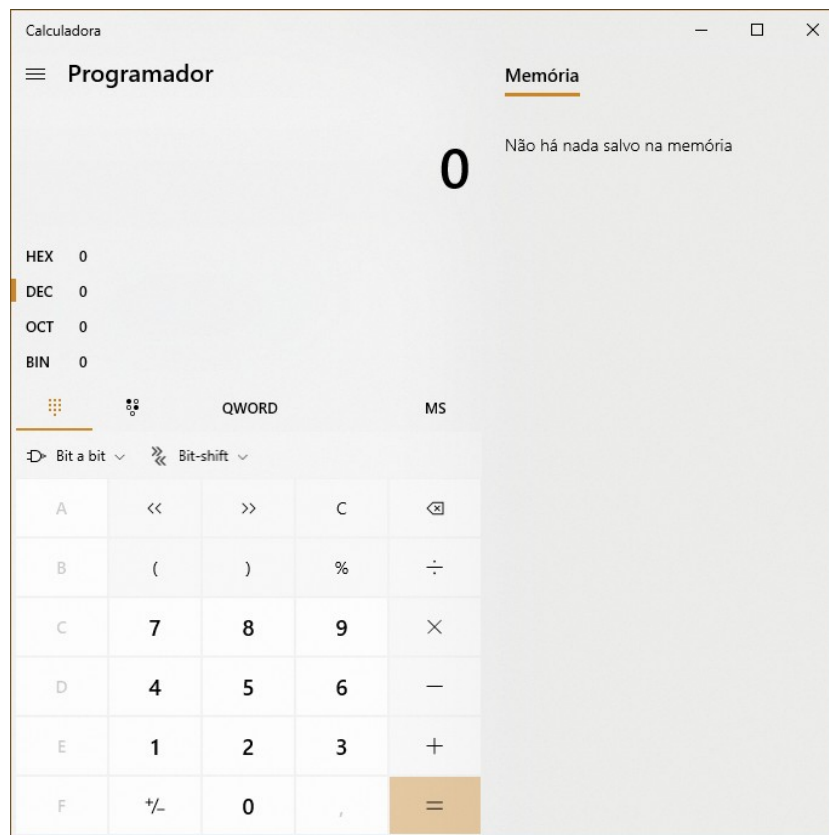 Calculadora
Programador
Memória
Não há nada salvo na memória
0
HEX 0
DEC 0
OCT 0
BIN 0
QWORD MS
Bit a bit Bit-shift
A << >> C
B ( ) % ÷
C 7 8 9 ×
D 4 5 6 −
E 1 2 3 +
F +/− 0 , =